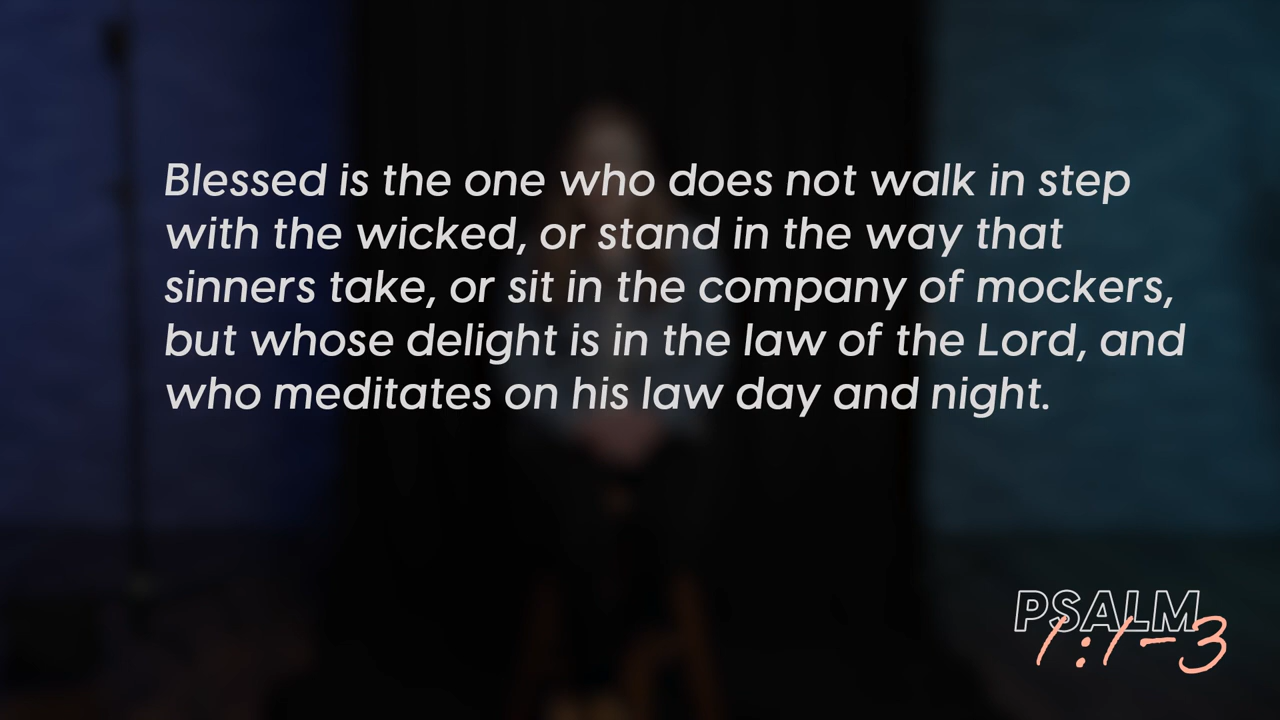 Blessed is the one who does not walk in step
with the wicked, or stand in the way that
sinners take, or sit in the company of mockers,
but whose delight is in the law of the Lord, and
who meditates on his law day and night.
PSALM
1:1-3